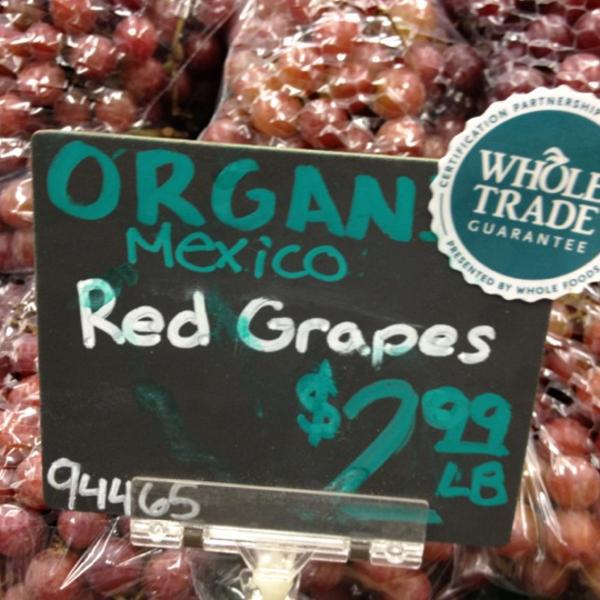 ORGAN
Mexico
Red Grapes
$2.99
LB
94465
CERTIFICATION PARTNERSHIP
WHOLE
TRADE
GUARANTEE
PRESENTED BY WHOLE FOODS